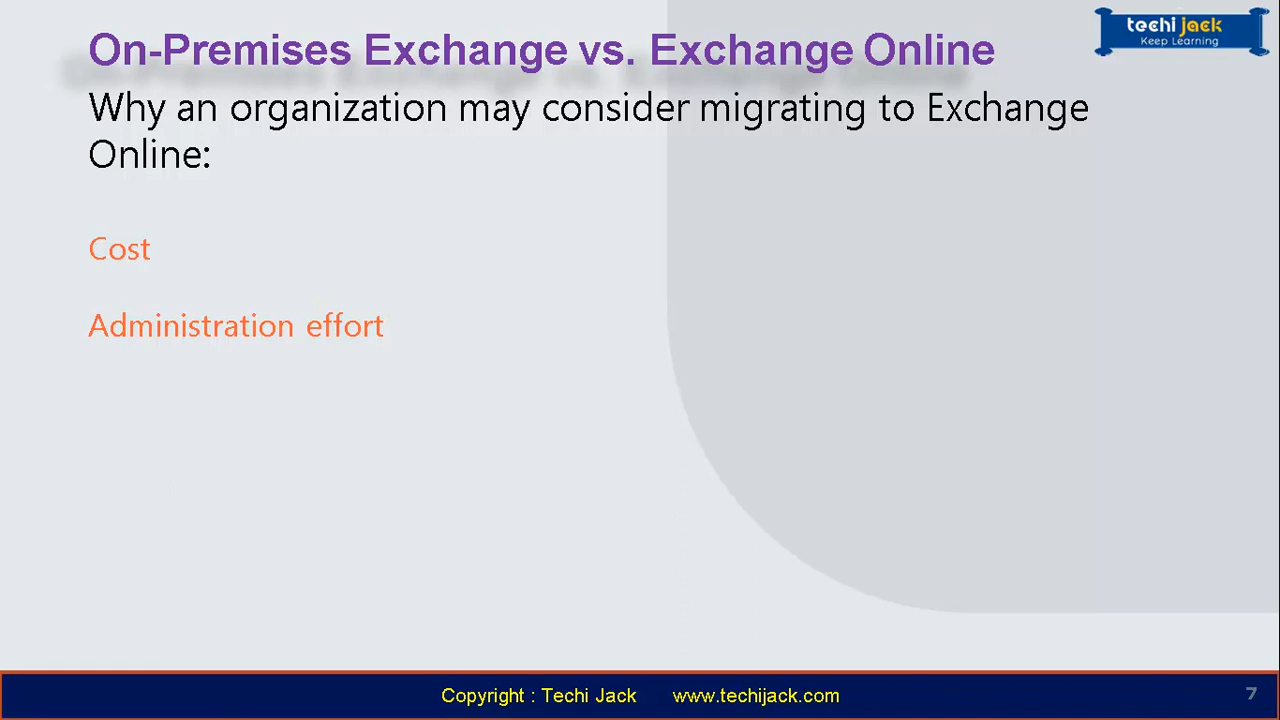 On-Premises Exchange vs. Exchange Online
techi jack
Keep Learning
Why an organization may consider migrating to Exchange
Online:
Cost
Administration effort
Copyright : Techi Jack www.techijack.com
7